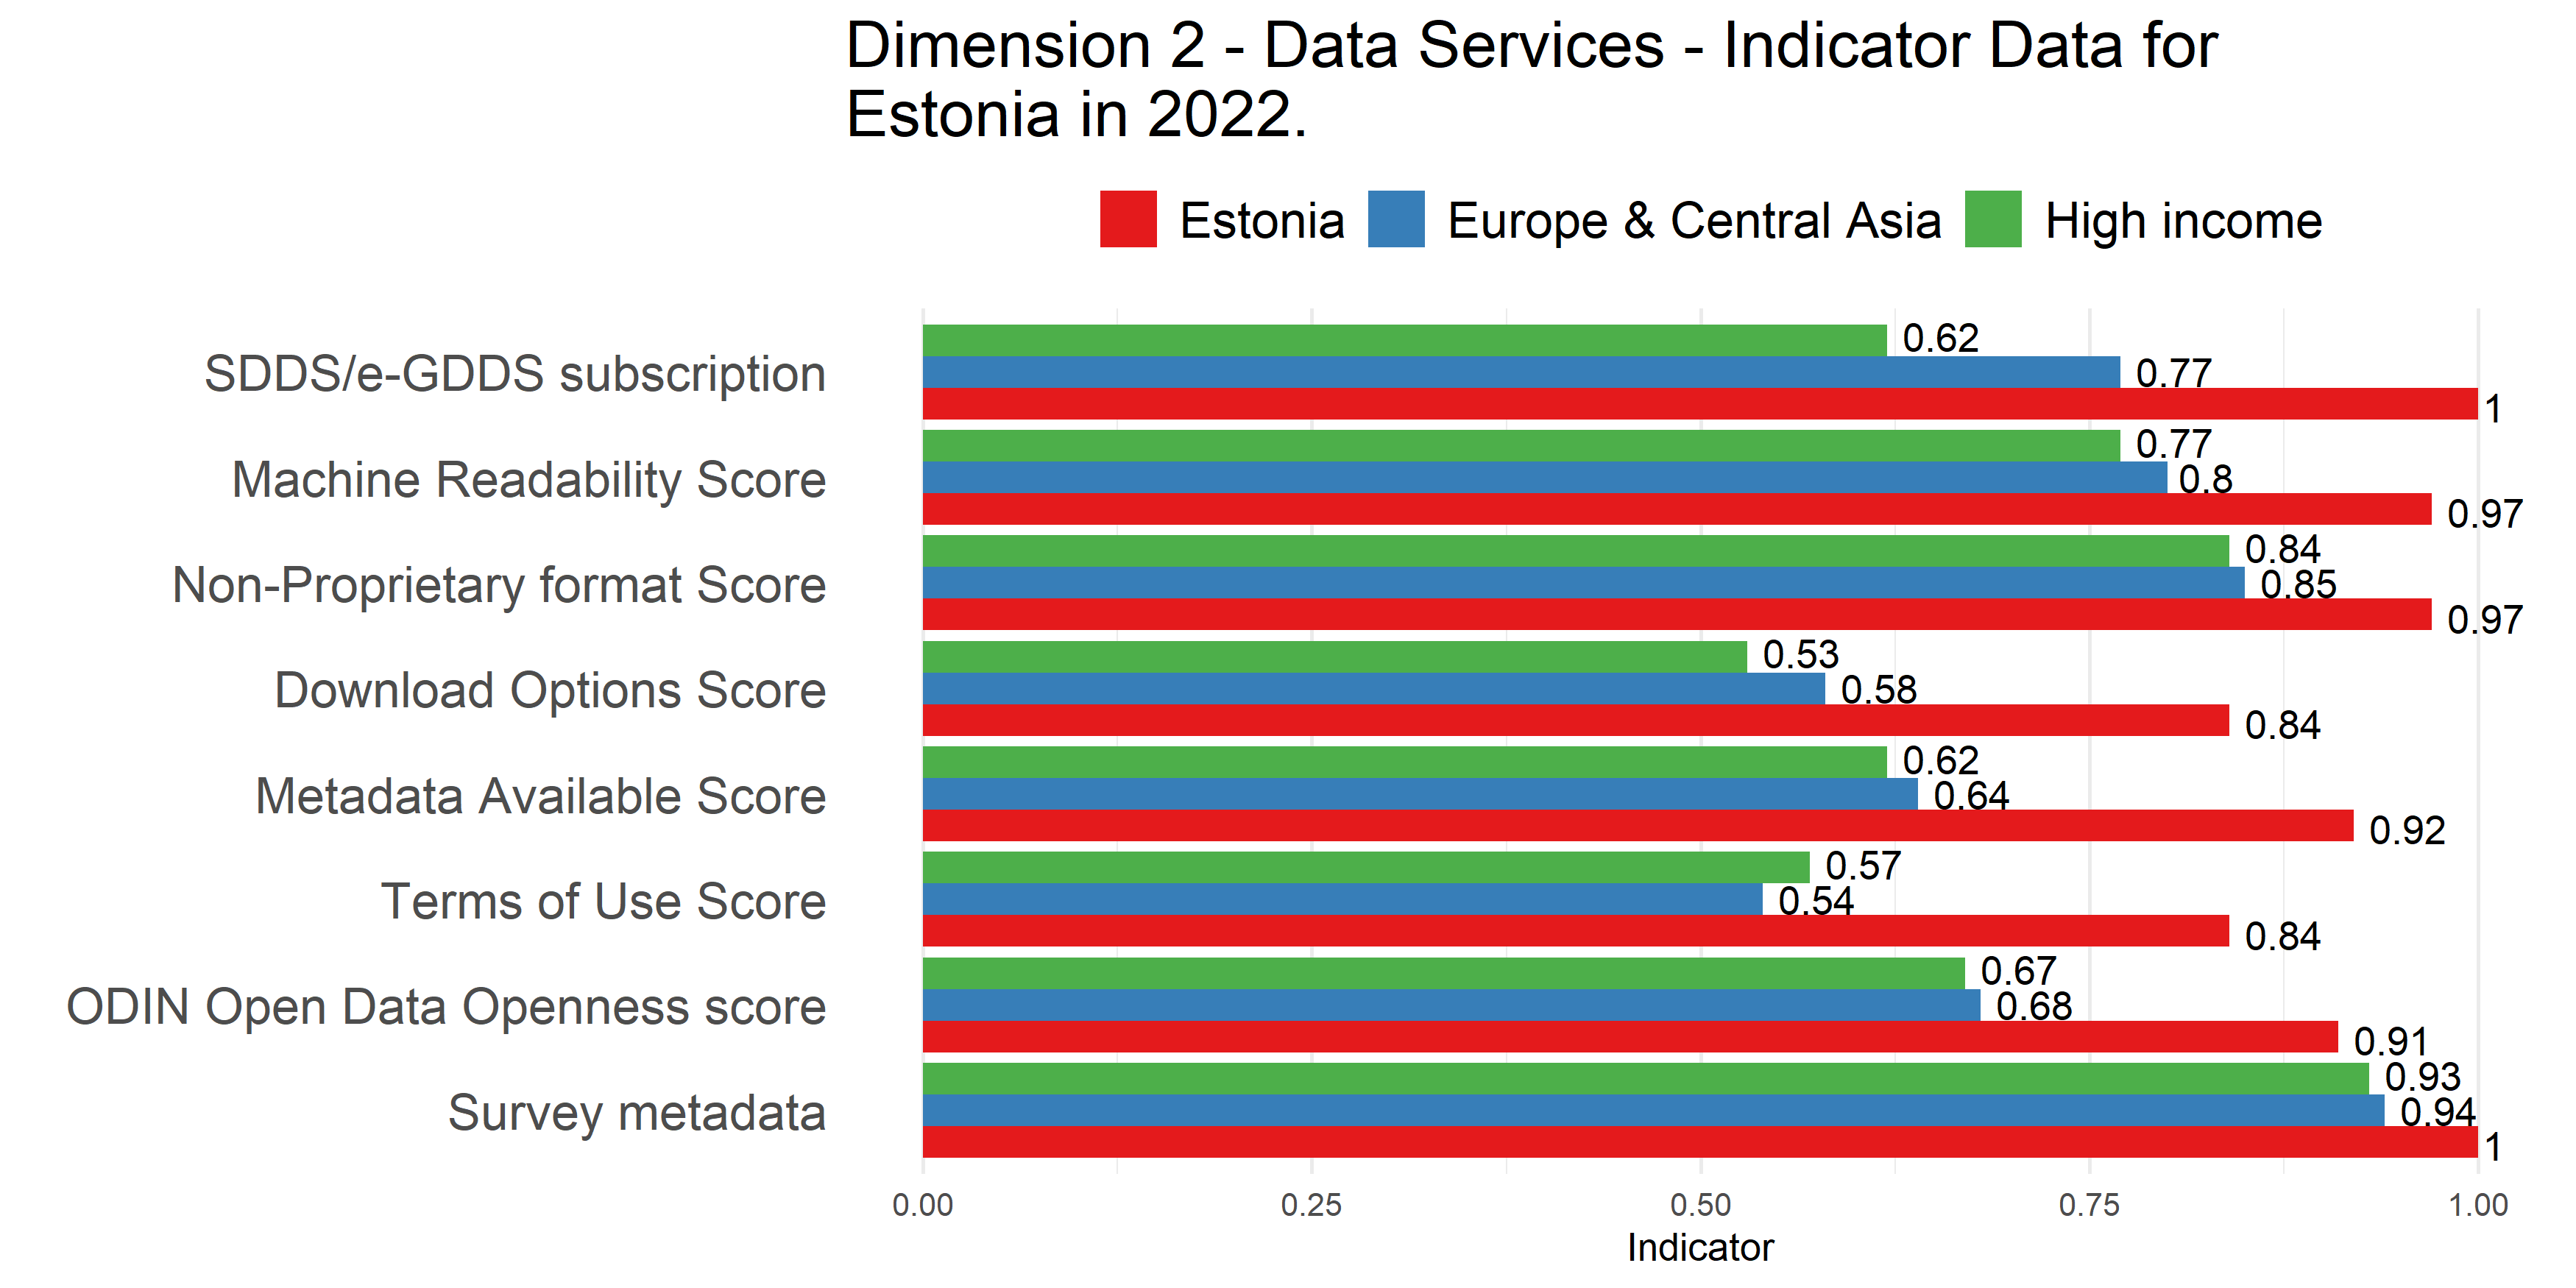 Dimension 2 - Data Services - Indicator Data for
Estonia in 2022.
Estonia
Europe & Central Asia
High income
SDDS/e-GDDS subscription
0.62
0.77
1
Machine Readability Score
0.77
0.8
0.97
Non-Proprietary format Score
0.84
0.85
0.97
Download Options Score
0.53
0.58
0.84
Metadata Available Score
0.62
0.64
0.92
Terms of Use Score
0.57
0.54
0.84
ODIN Open Data Openness score
0.67
0.68
0.91
Survey metadata
0.93
0.94
1
0.00
0.25
0.50
0.75
1.00
Indicator